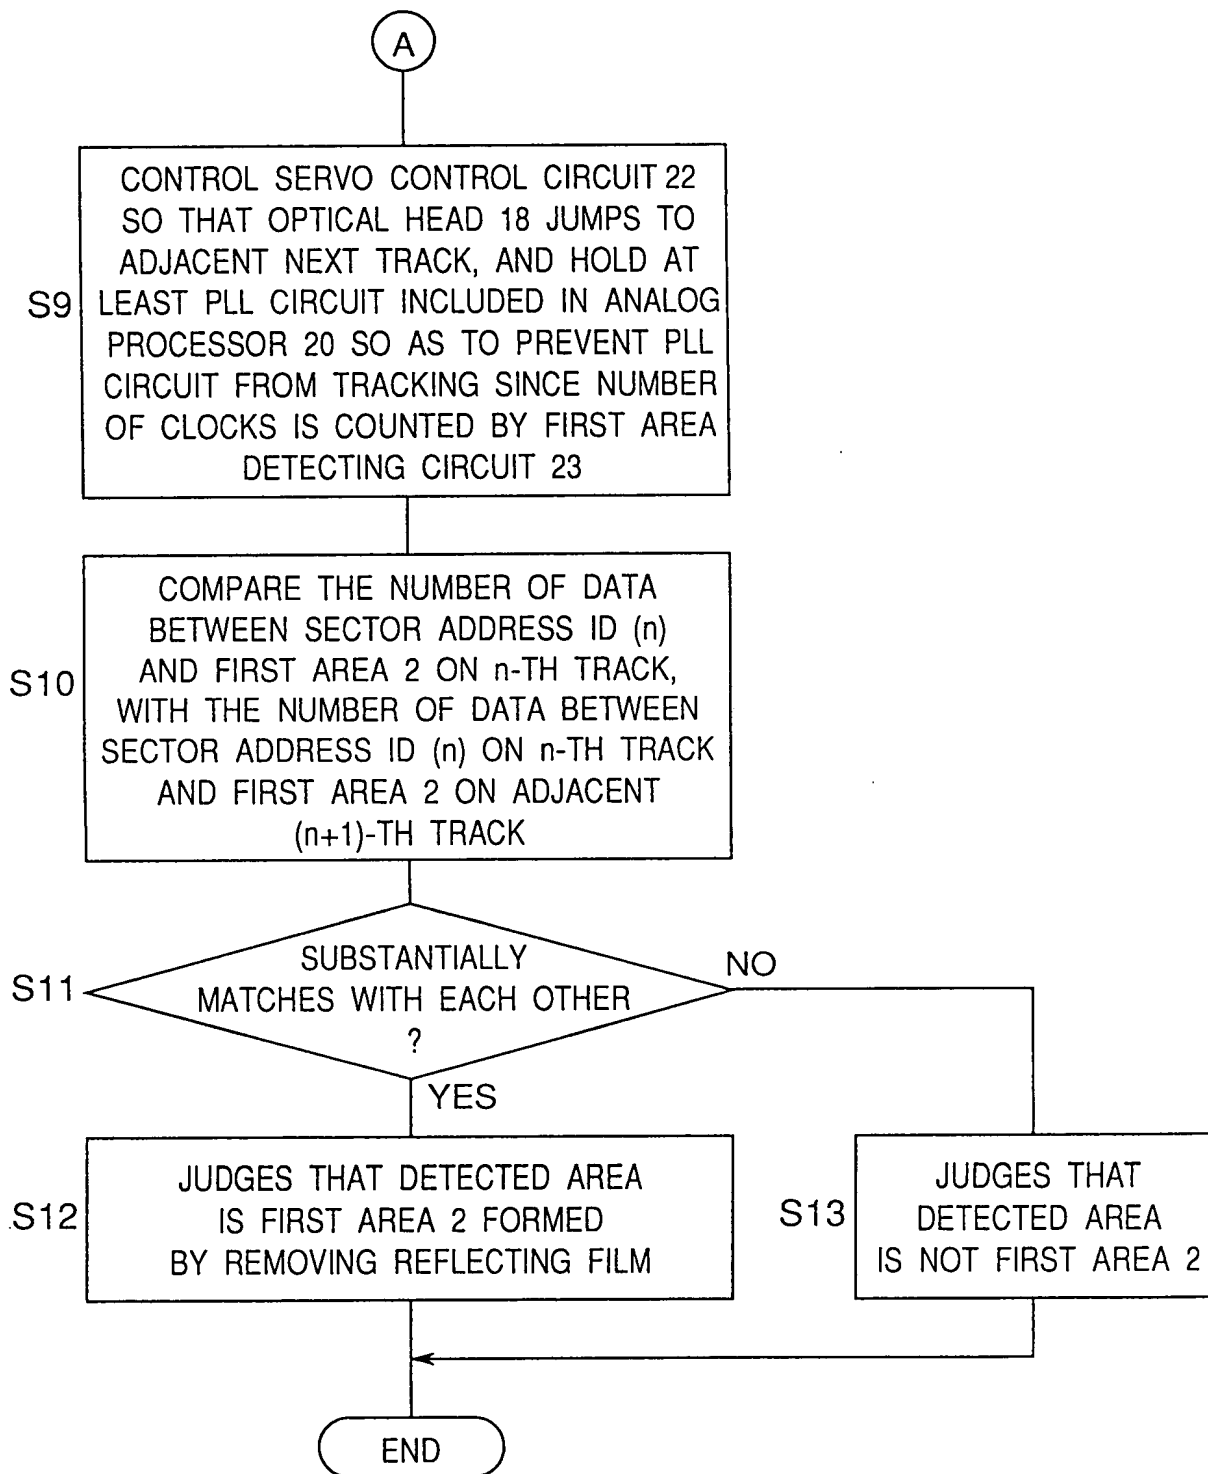 A
S9
CONTROL SERVO CONTROL CIRCUIT 22
SO THAT OPTICAL HEAD 18 JUMPS TO
ADJACENT NEXT TRACK, AND HOLD AT
LEAST PLL CIRCUIT INCLUDED IN ANALOG
PROCESSOR 20 SO AS TO PREVENT PLL
CIRCUIT FROM TRACKING SINCE NUMBER
OF CLOCKS IS COUNTED BY FIRST AREA
DETECTING CIRCUIT 23
S10
COMPARE THE NUMBER OF DATA
BETWEEN SECTOR ADDRESS ID (n)
AND FIRST AREA 2 ON n-TH TRACK,
WITH THE NUMBER OF DATA BETWEEN
SECTOR ADDRESS ID (n) ON n-TH TRACK
AND FIRST AREA 2 ON ADJACENT
(n+1)-TH TRACK
S11
SUBSTANTIALLY
MATCHES WITH EACH OTHER
?
NO
YES
S12
JUDGES THAT DETECTED AREA
IS FIRST AREA 2 FORMED
BY REMOVING REFLECTING FILM
S13
JUDGES THAT
DETECTED AREA
IS NOT FIRST AREA 2
END